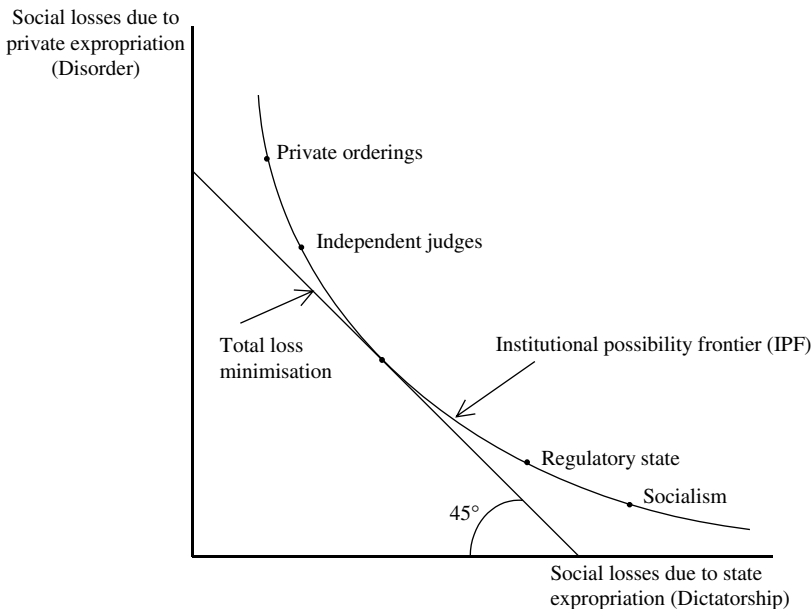 Social losses due to
private expropriation
(Disorder)
Private orderings
Independent judges
Total loss
minimisation
Institutional possibility frontier (IPF)
Regulatory state
Socialism
45°
Social losses due to state
expropriation (Dictatorship)